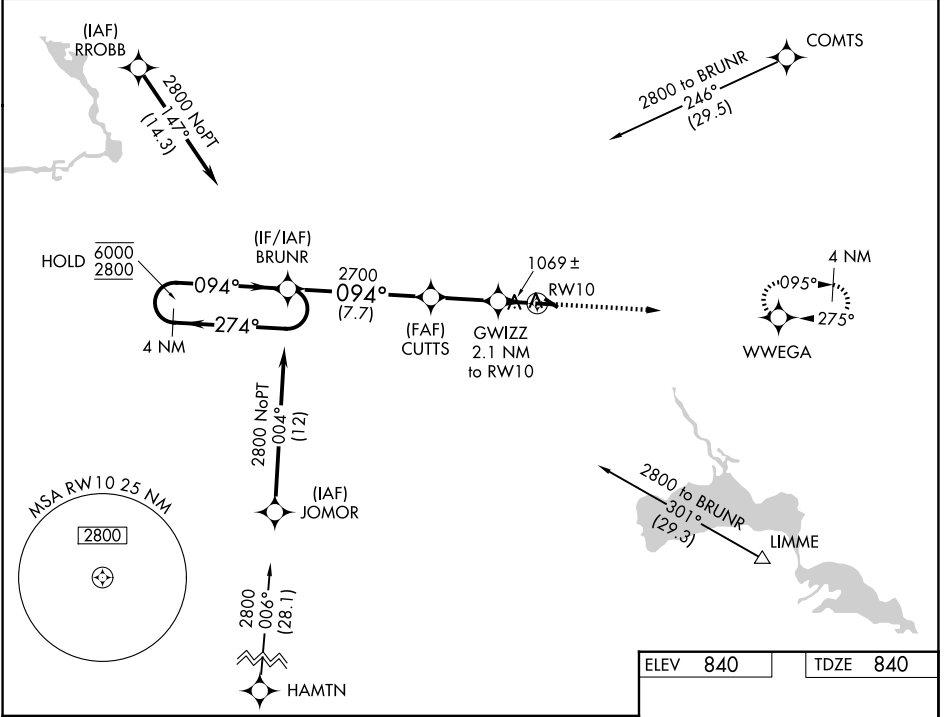 (IAF)
RROBB
2800 NoPT
147°
(14.3)
COMTS
2800 to BRUNR
246°
(29.5)
HOLD
6000
2800
094°
274°
4 NM
(IF/IAF)
BRUNR
2700
094°
(7.7)
(FAF)
CUTTS
GWIZZ
2.1 NM
to RW10
1069 ±
RW10
4 NM
095°
275°
WWEGA
2800 NoPT
004°
(12)
(IAF)
JOMOR
2800 to BRUNR
301°
(29.3)
LIMME
MSA RW10 25 NM
2800
2800
006°
(28.1)
HAMTN
ELEV 840
TDZE 840